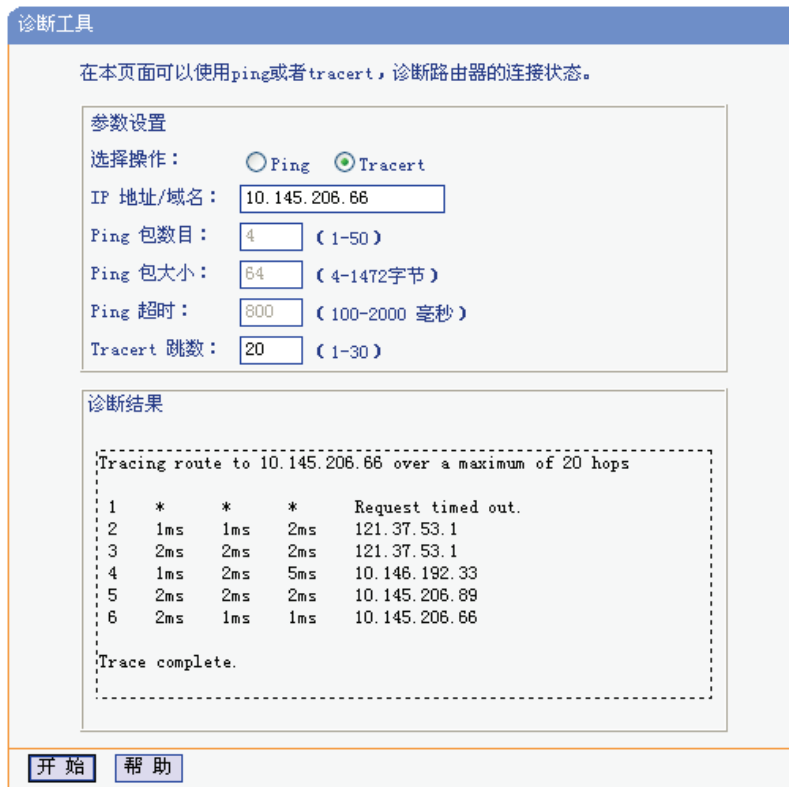 诊断工具
在本页面可以使用ping或者tracert，诊断路由器的连接状态。
参数设置
选择操作： Ping Tracert
IP 地址/域名： 10.145.206.66
Ping 包数目： 4 （1-50）
Ping 包大小： 64 （4-1472字节）
Ping 超时： 800 （100-2000 毫秒）
Tracert 跳数： 20 （1-30）
诊断结果
Tracing route to 10.145.206.66 over a maximum of 20 hops
1 * * * Request timed out.
2 1ms 1ms 2ms 121.37.53.1
3 2ms 2ms 2ms 121.37.53.1
4 1ms 2ms 5ms 10.146.192.33
5 2ms 2ms 2ms 10.145.206.89
6 2ms 1ms 1ms 10.145.206.66
Trace complete.
开 始 帮 助